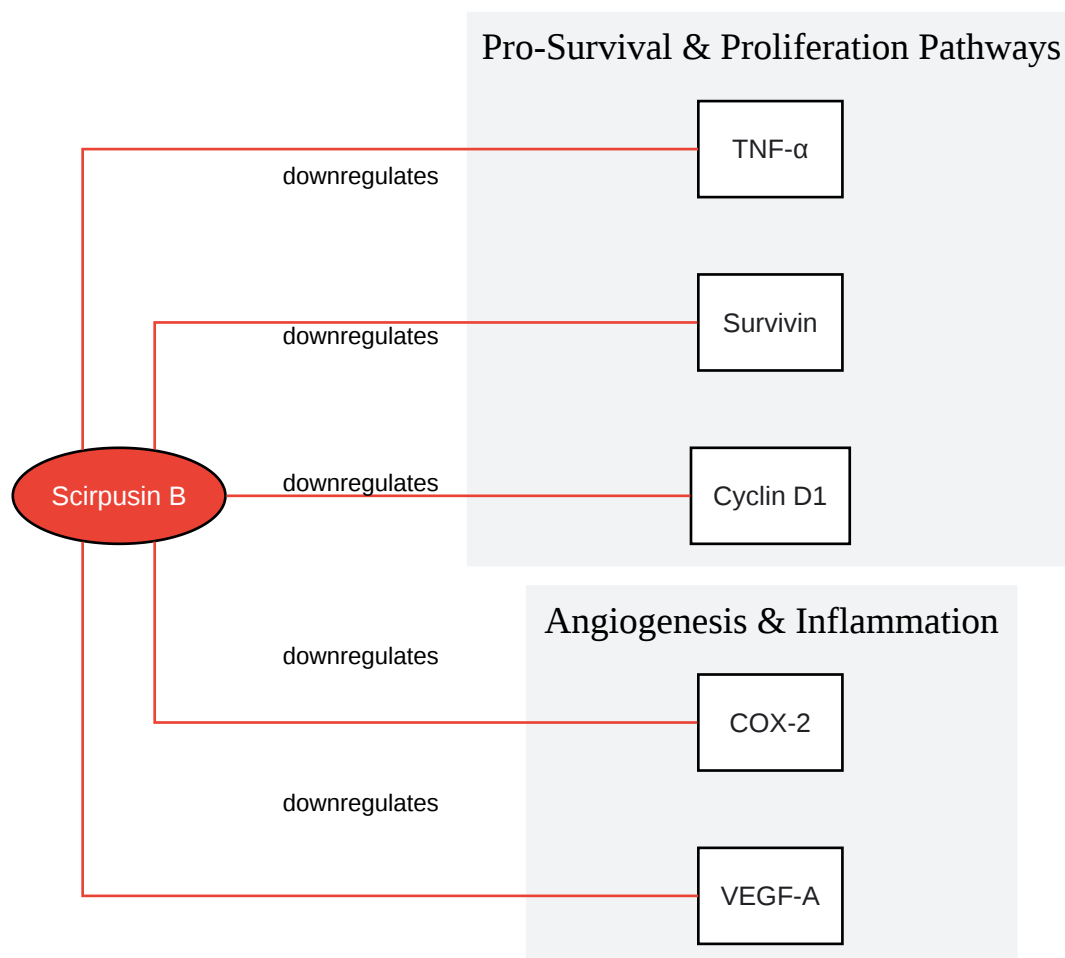 Pro-Survival & Proliferation Pathways
TNF-α
downregulates
Survivin
downregulates
downregulates
Scirpusin B
Cyclin D1
Angiogenesis & Inflammation
downregulates
COX-2
downregulates
VEGF-A